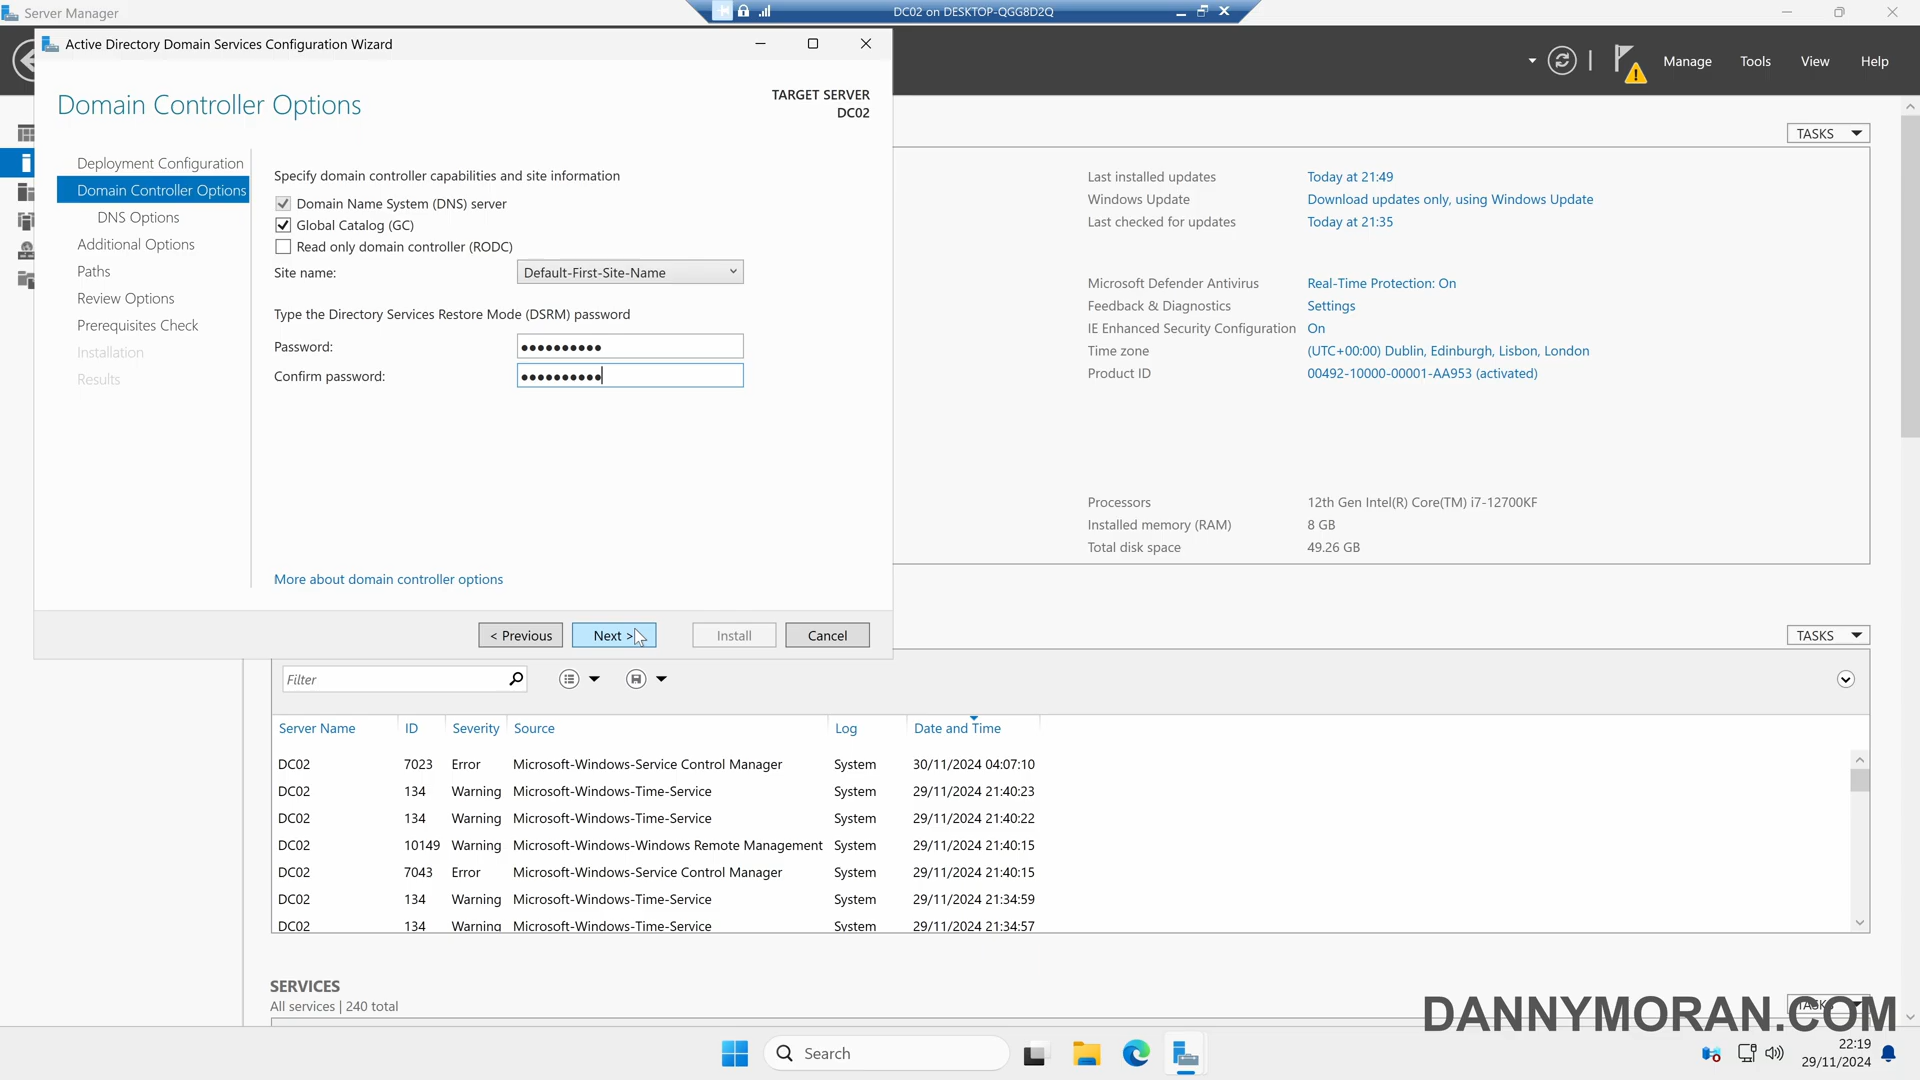 Server Manager
DC02 on DESKTOP-QGG8D2Q
Active Directory Domain Services Configuration Wizard
Manage
Tools
View
Help
Domain Controller Options
TARGET SERVER
DC02
Deployment Configuration
Domain Controller Options
DNS Options
Additional Options
Paths
Review Options
Prerequisites Check
Installation
Results
Specify domain controller capabilities and site information
Domain Name System (DNS) server
Global Catalog (GC)
Read only domain controller (RODC)
Site name: Default-First-Site-Name
Type the Directory Services Restore Mode (DSRM) password
Password: ●●●●●●●●●●
Confirm password: ●●●●●●●●●●
More about domain controller options
< Previous
Next >
Install
Cancel
TASKS
Last installed updates Today at 21:49
Windows Update Download updates only, using Windows Update
Last checked for updates Today at 21:35
Microsoft Defender Antivirus Real-Time Protection: On
Feedback & Diagnostics Settings
IE Enhanced Security Configuration On
Time zone (UTC+00:00) Dublin, Edinburgh, Lisbon, London
Product ID 00492-10000-00001-AA953 (activated)
Processors 12th Gen Intel(R) Core(TM) i7-12700KF
Installed memory (RAM) 8 GB
Total disk space 49.26 GB
TASKS
Filter
Server Name ID Severity Source Log Date and Time
DC02 7023 Error Microsoft-Windows-Service Control Manager System 30/11/2024 04:07:10
DC02 134 Warning Microsoft-Windows-Time-Service System 29/11/2024 21:40:23
DC02 134 Warning Microsoft-Windows-Time-Service System 29/11/2024 21:40:22
DC02 10149 Warning Microsoft-Windows-Windows Remote Management System 29/11/2024 21:40:15
DC02 7043 Error Microsoft-Windows-Service Control Manager System 29/11/2024 21:40:15
DC02 134 Warning Microsoft-Windows-Time-Service System 29/11/2024 21:34:59
DC02 134 Warning Microsoft-Windows-Time-Service System 29/11/2024 21:34:57
SERVICES
All services | 240 total
TASKS
DANNYMORAN.COM
Search
22:19
29/11/2024